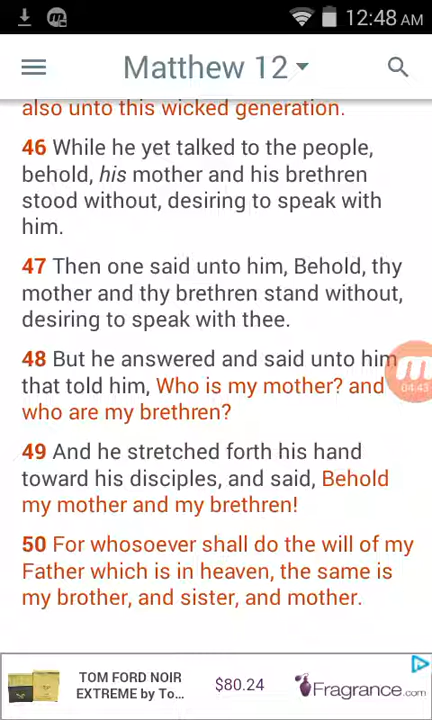 12:48 AM
Matthew 12
also unto this wicked generation.
46 While he yet talked to the people,
behold, his mother and his brethren
stood without, desiring to speak with
him.
47 Then one said unto him, Behold, thy
mother and thy brethren stand without,
desiring to speak with thee.
48 But he answered and said unto him
that told him, Who is my mother? and
who are my brethren?
04:43
49 And he stretched forth his hand
toward his disciples, and said, Behold
my mother and my brethren!
50 For whosoever shall do the will of my
Father which is in heaven, the same is
my brother, and sister, and mother.
TOM FORD NOIR
EXTREME by To...
$80.24
Fragrance.com